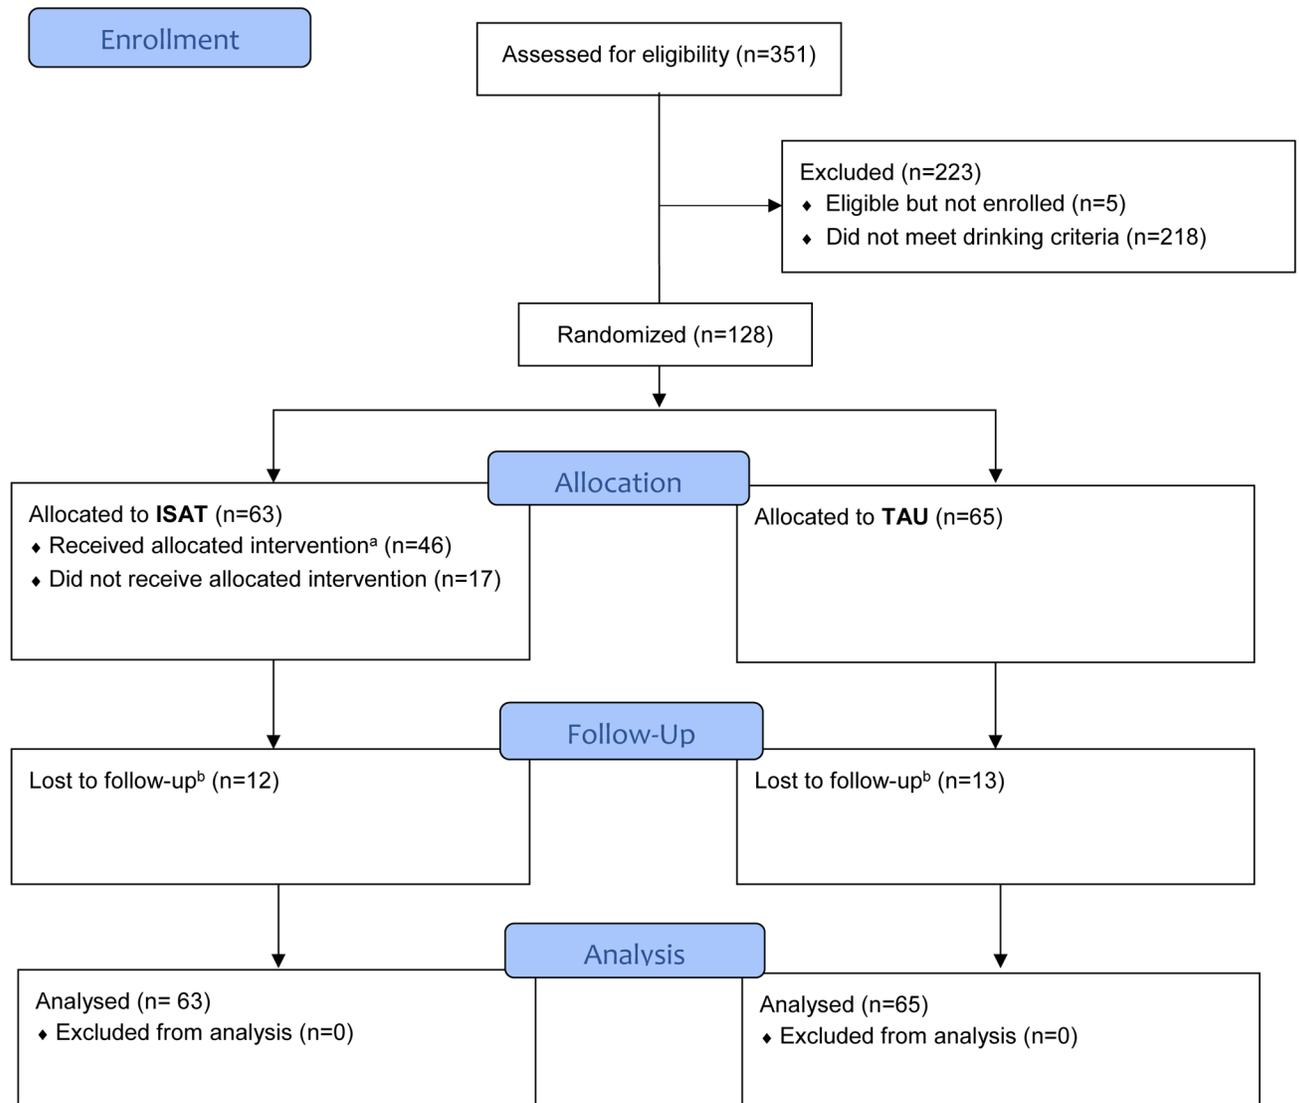 Enrollment
Assessed for eligibility (n=351)
Excluded (n=223)
♦ Eligible but not enrolled (n=5)
♦ Did not meet drinking criteria (n=218)
Randomized (n=128)
Allocation
Allocated to ISAT (n=63)
♦ Received allocated interventionᵃ (n=46)
♦ Did not receive allocated intervention (n=17)
Allocated to TAU (n=65)
Follow-Up
Lost to follow-upᵇ (n=12)
Lost to follow-upᵇ (n=13)
Analysis
Analysed (n= 63)
♦ Excluded from analysis (n=0)
Analysed (n=65)
♦ Excluded from analysis (n=0)